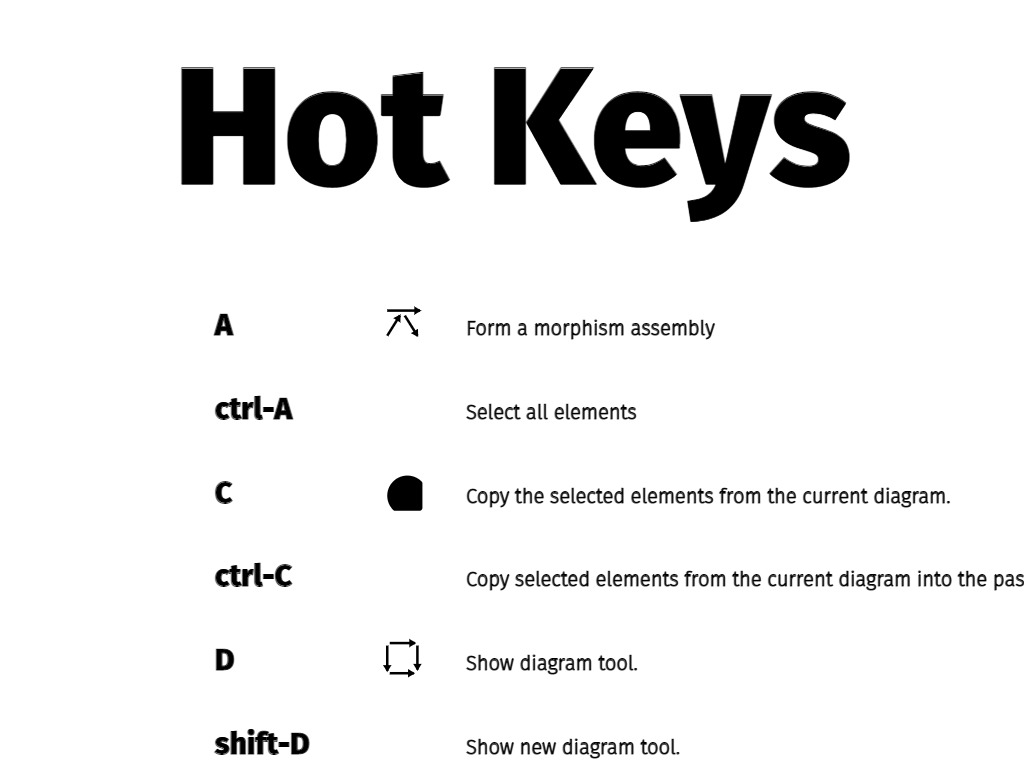 Hot Keys
A Form a morphism assembly
ctrl-A Select all elements
C Copy the selected elements from the current diagram.
ctrl-C Copy selected elements from the current diagram into the
D Show diagram tool.
shift-D Show new diagram tool.